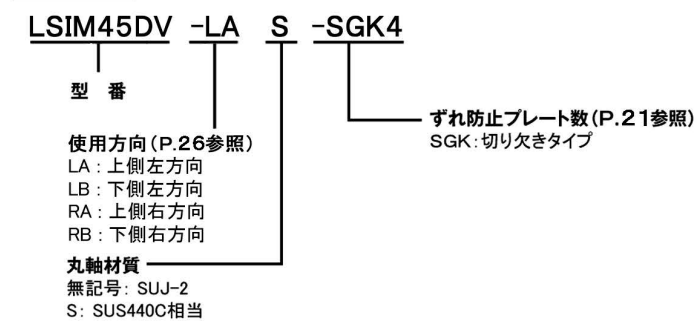 LSIM45DV -LA S -SGK4
型 番
ずれ防止プレート数(P.21参照)
SGK:切り欠きタイプ
使用方向(P.26参照)
LA：上側左方向
LB：下側左方向
RA：上側右方向
RB：下側右方向
丸軸材質
無記号： SUJ-2
S： SUS440C相当